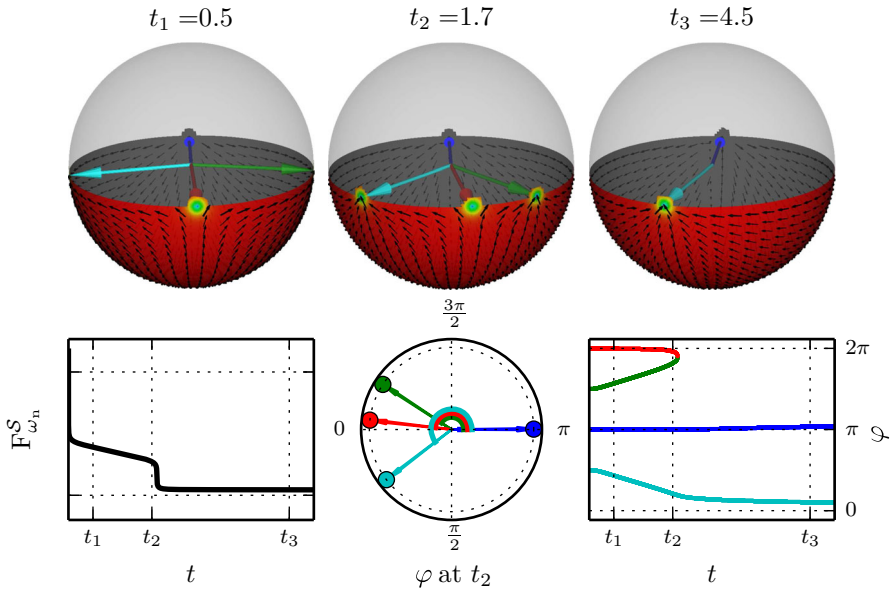 t₁ =0.5 t₂ =1.7 t₃ =4.5
F^𝒮_ωₙ
t₁ t₂ t₃
t
3π/2
0 π
π/2
φ at t₂
2π
π
0
φ
t₁ t₂ t₃
t